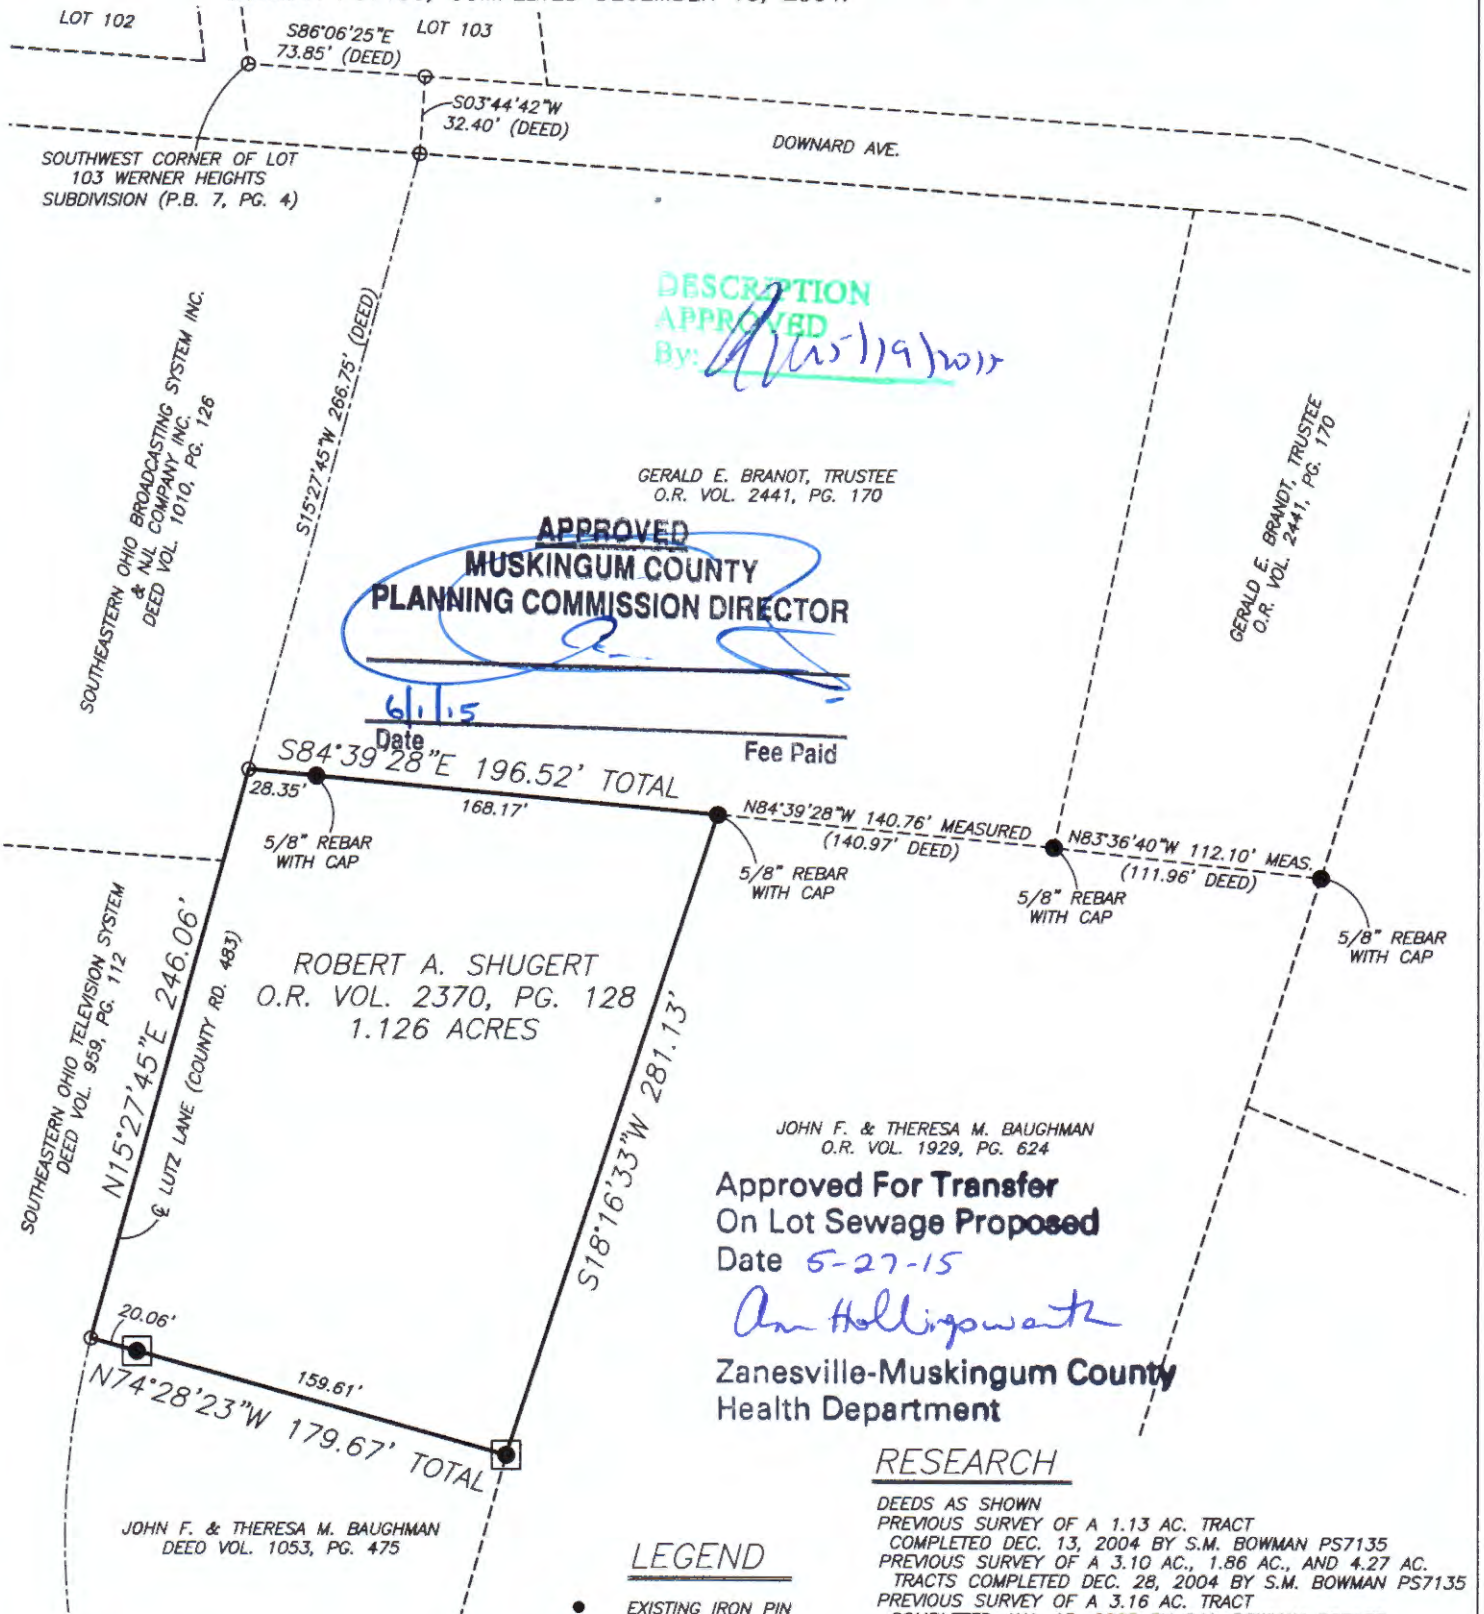 LOT 102
S86°06'25"E
73.85' (DEED)
LOT 103
S03°44'42"W
32.40' (DEED)
DOWNARD AVE.
SOUTHWEST CORNER OF LOT
103 WERNER HEIGHTS
SUBDIVISION (P.B. 7, PG. 4)
SOUTHEASTERN OHIO BROADCASTING SYSTEM INC.
& NJL COMPANY INC.
DEED VOL. 1010, PG. 126
S15°27'45"W 266.75' (DEED)
DESCRIPTION
APPROVED
By:
GERALD E. BRANOT, TRUSTEE
O.R. VOL. 2441, PG. 170
GERALD E. BRANDT, TRUSTEE
O.R. VOL. 2441, PG. 170
APPROVED
MUSKINGUM COUNTY
PLANNING COMMISSION DIRECTOR
6/1/15
Date
Fee Paid
S84°39'28"E 196.52' TOTAL
28.35'
168.17'
5/8" REBAR
WITH CAP
N84°39'28"W 140.76' MEASURED
(140.97' DEED)
5/8" REBAR
WITH CAP
N83°36'40"W 112.10' MEAS.
(111.96' DEED)
5/8" REBAR
WITH CAP
5/8" REBAR
WITH CAP
SOUTHEASTERN OHIO TELEVISION SYSTEM
DEED VOL. 959, PG. 112
N15°27'45"E 246.06'
℄ LUTZ LANE (COUNTY RD. 483)
ROBERT A. SHUGERT
O.R. VOL. 2370, PG. 128
1.126 ACRES
S18°16'33"W 281.13'
JOHN F. & THERESA M. BAUGHMAN
O.R. VOL. 1929, PG. 624
Approved For Transfer
On Lot Sewage Proposed
Date 5-27-15
Ann Hollingsworth
Zanesville-Muskingum County
Health Department
20.06'
159.61'
N74°28'23"W 179.67' TOTAL
JOHN F. & THERESA M. BAUGHMAN
DEED VOL. 1053, PG. 475
LEGEND
EXISTING IRON PIN
RESEARCH
DEEDS AS SHOWN
PREVIOUS SURVEY OF A 1.13 AC. TRACT
COMPLETED DEC. 13, 2004 BY S.M. BOWMAN PS7135
PREVIOUS SURVEY OF A 3.10 AC., 1.86 AC., AND 4.27 AC.
TRACTS COMPLETED DEC. 28, 2004 BY S.M. BOWMAN PS7135
PREVIOUS SURVEY OF A 3.16 AC. TRACT